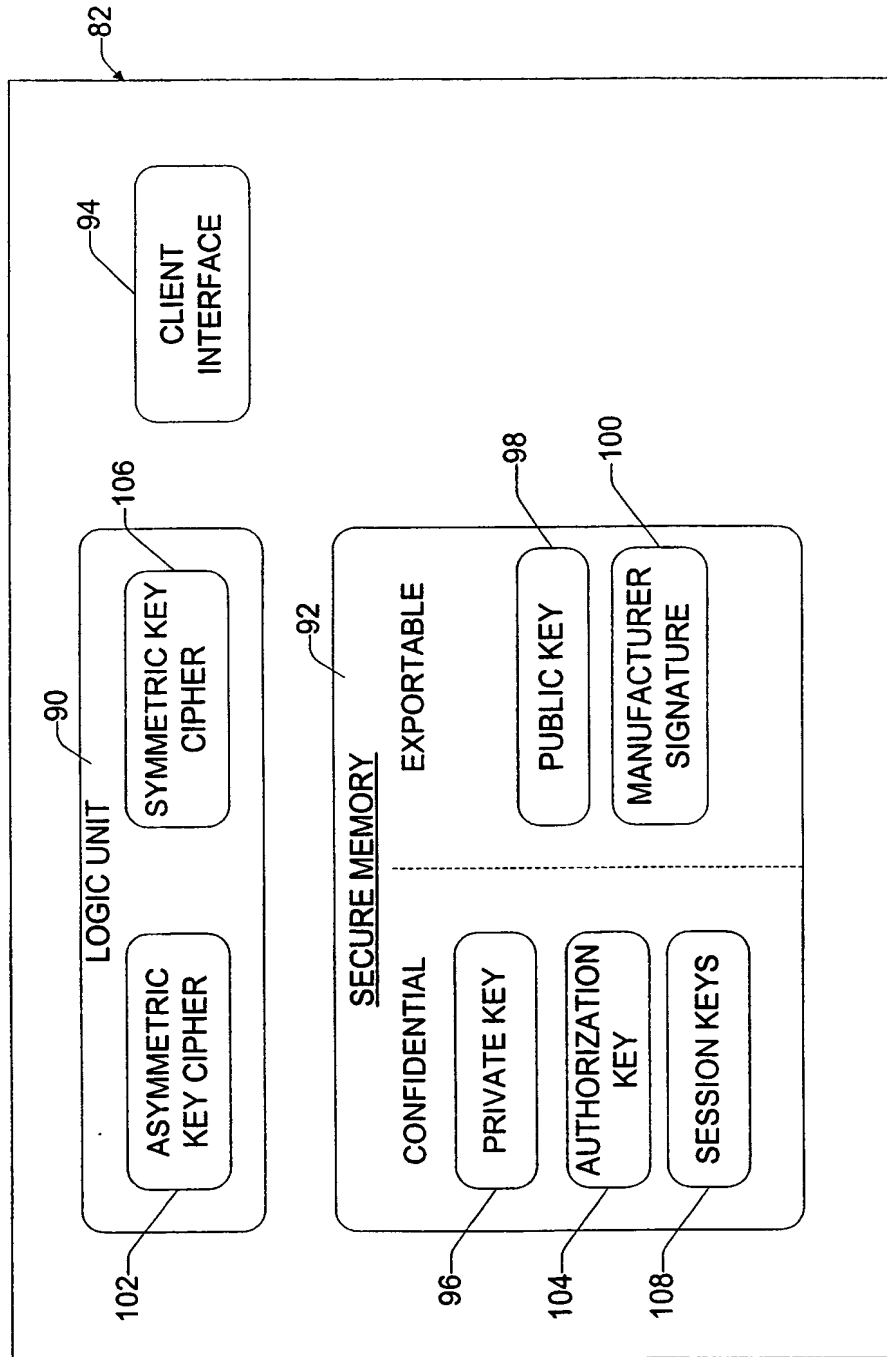 82
94
CLIENT
INTERFACE
90
LOGIC UNIT
106
SYMMETRIC KEY
CIPHER
ASYMMETRIC
KEY CIPHER
102
92
SECURE MEMORY
CONFIDENTIAL
EXPORTABLE
PRIVATE KEY
96
AUTHORIZATION
KEY
104
SESSION KEYS
108
PUBLIC KEY
98
MANUFACTURER
SIGNATURE
100